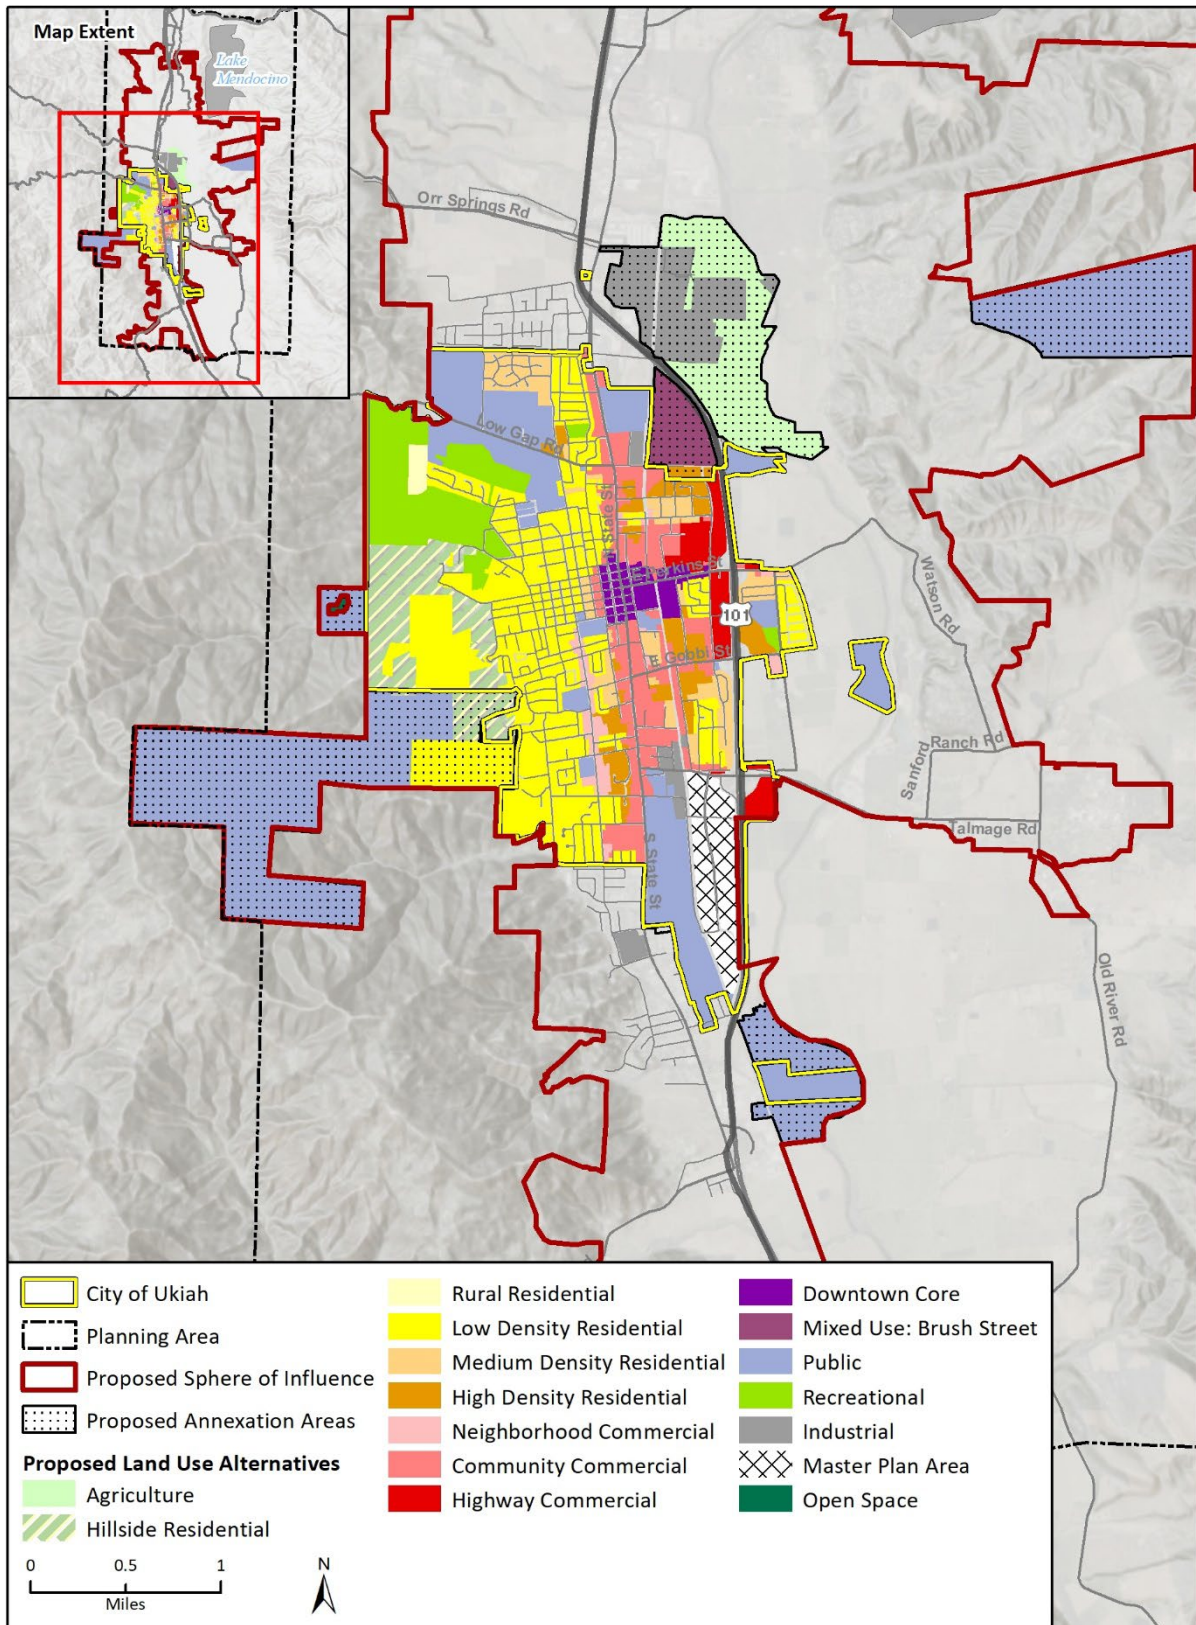 Map Extent
Lake
Mendocino
Orr Springs Rd
Low Gap Rd
N State St
E Perkins St
101
E Gobbi St
Watson Rd
Sanford
Ranch Rd
Talmage Rd
S State St
Old River Rd
City of Ukiah
Planning Area
Proposed Sphere of Influence
Proposed Annexation Areas
Proposed Land Use Alternatives
Agriculture
Hillside Residential
Rural Residential
Low Density Residential
Medium Density Residential
High Density Residential
Neighborhood Commercial
Community Commercial
Highway Commercial
Downtown Core
Mixed Use: Brush Street
Public
Recreational
Industrial
Master Plan Area
Open Space
0 0.5 1
Miles
N